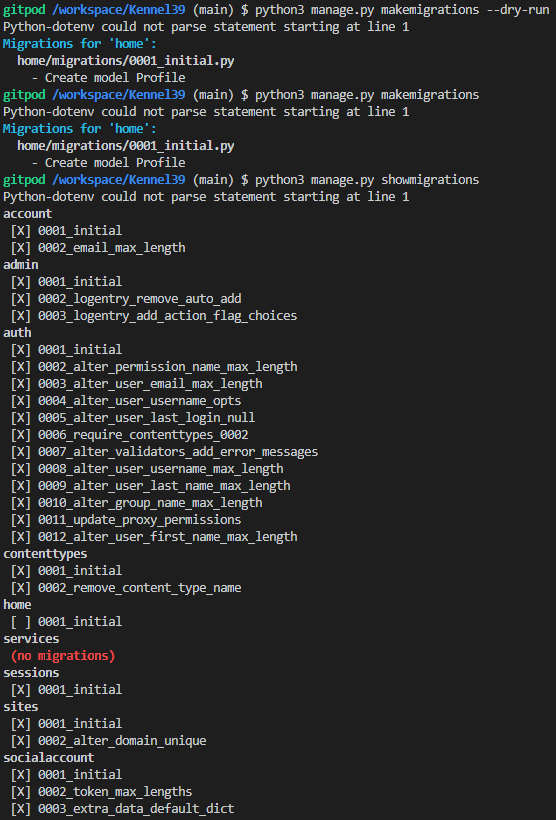 gitpod /workspace/Kennel39 (main) $ python3 manage.py makemigrations --dry-run
Python-dotenv could not parse statement starting at line 1
Migrations for 'home':
  home/migrations/0001_initial.py
    - Create model Profile
gitpod /workspace/Kennel39 (main) $ python3 manage.py makemigrations
Python-dotenv could not parse statement starting at line 1
Migrations for 'home':
  home/migrations/0001_initial.py
    - Create model Profile
gitpod /workspace/Kennel39 (main) $ python3 manage.py showmigrations
Python-dotenv could not parse statement starting at line 1
account
 [X] 0001_initial
 [X] 0002_email_max_length
admin
 [X] 0001_initial
 [X] 0002_logentry_remove_auto_add
 [X] 0003_logentry_add_action_flag_choices
auth
 [X] 0001_initial
 [X] 0002_alter_permission_name_max_length
 [X] 0003_alter_user_email_max_length
 [X] 0004_alter_user_username_opts
 [X] 0005_alter_user_last_login_null
 [X] 0006_require_contenttypes_0002
 [X] 0007_alter_validators_add_error_messages
 [X] 0008_alter_user_username_max_length
 [X] 0009_alter_user_last_name_max_length
 [X] 0010_alter_group_name_max_length
 [X] 0011_update_proxy_permissions
 [X] 0012_alter_user_first_name_max_length
contenttypes
 [X] 0001_initial
 [X] 0002_remove_content_type_name
home
 [ ] 0001_initial
services
 (no migrations)
sessions
 [X] 0001_initial
sites
 [X] 0001_initial
 [X] 0002_alter_domain_unique
socialaccount
 [X] 0001_initial
 [X] 0002_token_max_lengths
 [X] 0003_extra_data_default_dict